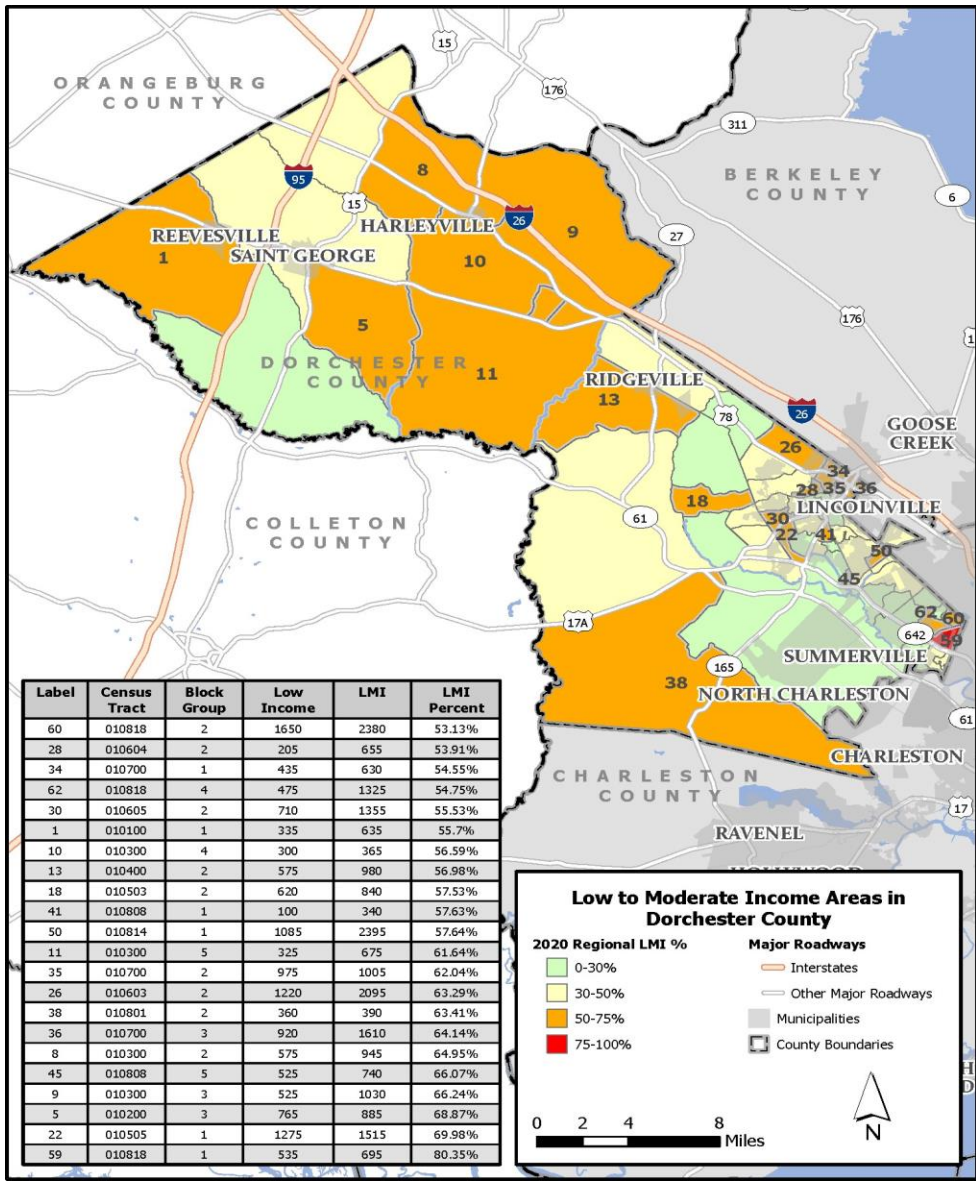 15
ORANGEBURG
COUNTY
176
311
BERKELEY
COUNTY
6
95
8
15
26
27
REEVESVILLE
HARLEYVILLE
9
1
SAINT GEORGE
10
176
1
5
DORCHESTER
COUNTY
11
RIDGEVILLE
13
78
26
GOOSE
CREEK
26
34
28 35 36
18
LINCOLNVILLE
61
30
22
41
COLLETON
COUNTY
50
45
17A
62 60
642
59
SUMMERVILLE
165
38
NORTH CHARLESTON
61
CHARLESTON
CHARLESTON
COUNTY
17
RAVENEL
Label Census Tract Block Group Low Income LMI LMI Percent
60 010818 2 1650 2380 53.13%
28 010604 2 205 655 53.91%
34 010700 1 435 630 54.55%
62 010818 4 475 1325 54.75%
30 010605 2 710 1355 55.53%
1 010100 1 335 635 55.7%
10 010300 4 300 365 56.59%
13 010400 2 575 980 56.98%
18 010503 2 620 840 57.53%
41 010808 1 100 340 57.63%
50 010814 1 1085 2395 57.64%
11 010300 5 325 675 61.64%
35 010700 2 975 1005 62.04%
26 010603 2 1220 2095 63.29%
38 010801 2 360 390 63.41%
36 010700 3 920 1610 64.14%
8 010300 2 575 945 64.95%
45 010808 5 525 740 66.07%
9 010300 3 525 1030 66.24%
5 010200 3 765 885 68.87%
22 010505 1 1275 1515 69.98%
59 010818 1 535 695 80.35%
Low to Moderate Income Areas in
Dorchester County
2020 Regional LMI %
0-30%
30-50%
50-75%
75-100%
Major Roadways
Interstates
Other Major Roadways
Municipalities
County Boundaries
0 2 4 8
Miles
N